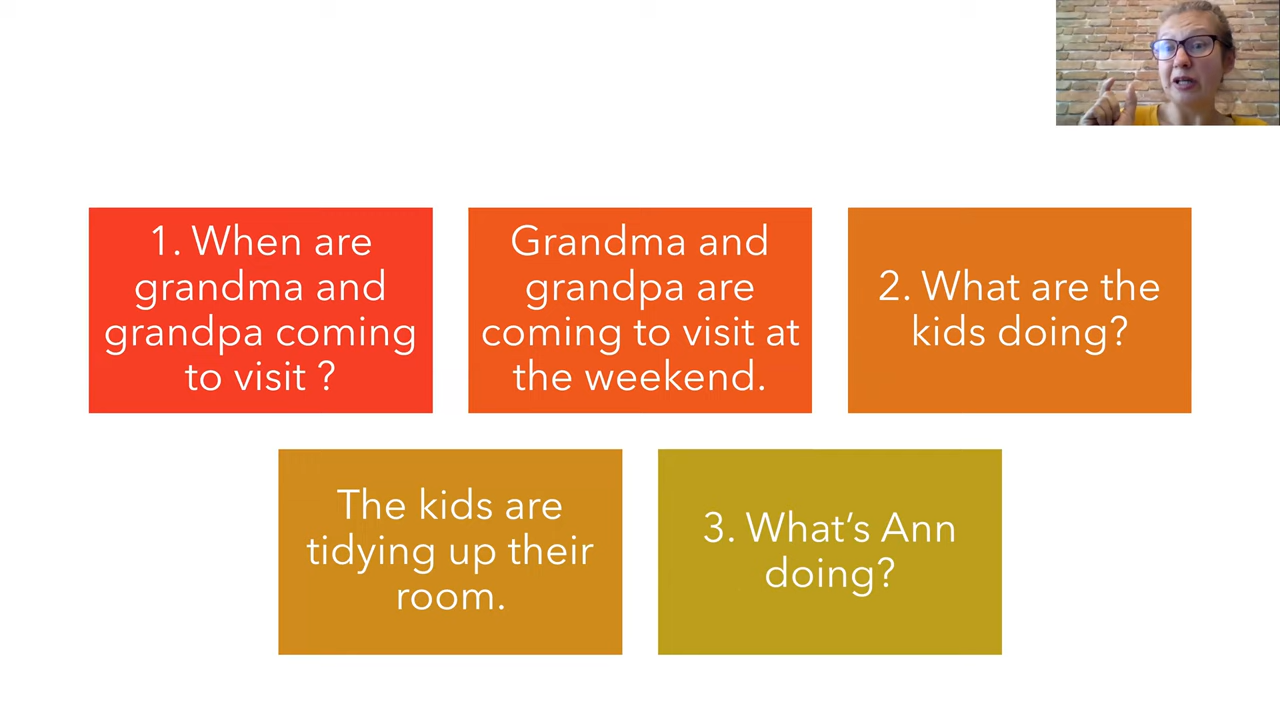 1. When are
grandma and
grandpa coming
to visit ?
Grandma and
grandpa are
coming to visit at
the weekend.
2. What are the
kids doing?
The kids are
tidying up their
room.
3. What’s Ann
doing?